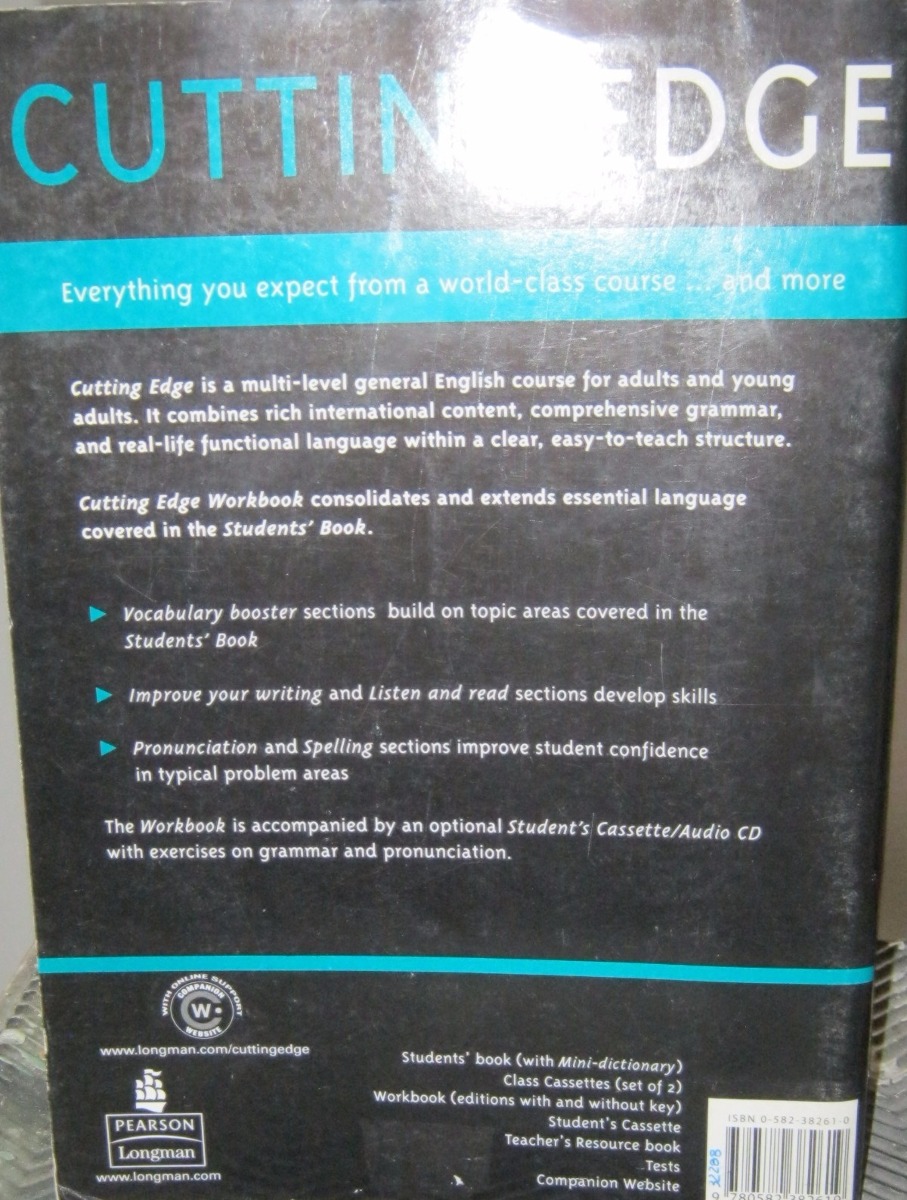 CUTTIN EDGE
Everything you expect from a world-class course ... and more
Cutting Edge is a multi-level general English course for adults and young
adults. It combines rich international content, comprehensive grammar,
and real-life functional language within a clear, easy-to-teach structure.
Cutting Edge Workbook consolidates and extends essential language
covered in the Students' Book.
Vocabulary booster sections build on topic areas covered in the
Students' Book
Improve your writing and Listen and read sections develop skills
Pronunciation and Spelling sections improve student confidence
in typical problem areas
The Workbook is accompanied by an optional Student's Cassette/Audio CD
with exercises on grammar and pronunciation.
WITH ONLINE SUPPORT
COMPANION
W
WEBSITE
www.longman.com/cuttingedge
PEARSON
Longman
www.longman.com
Students' book (with Mini-dictionary)
Class Cassettes (set of 2)
Workbook (editions with and without key)
Student's Cassette
Teacher's Resource book
Tests
Companion Website
ISBN 0-582-38261-0